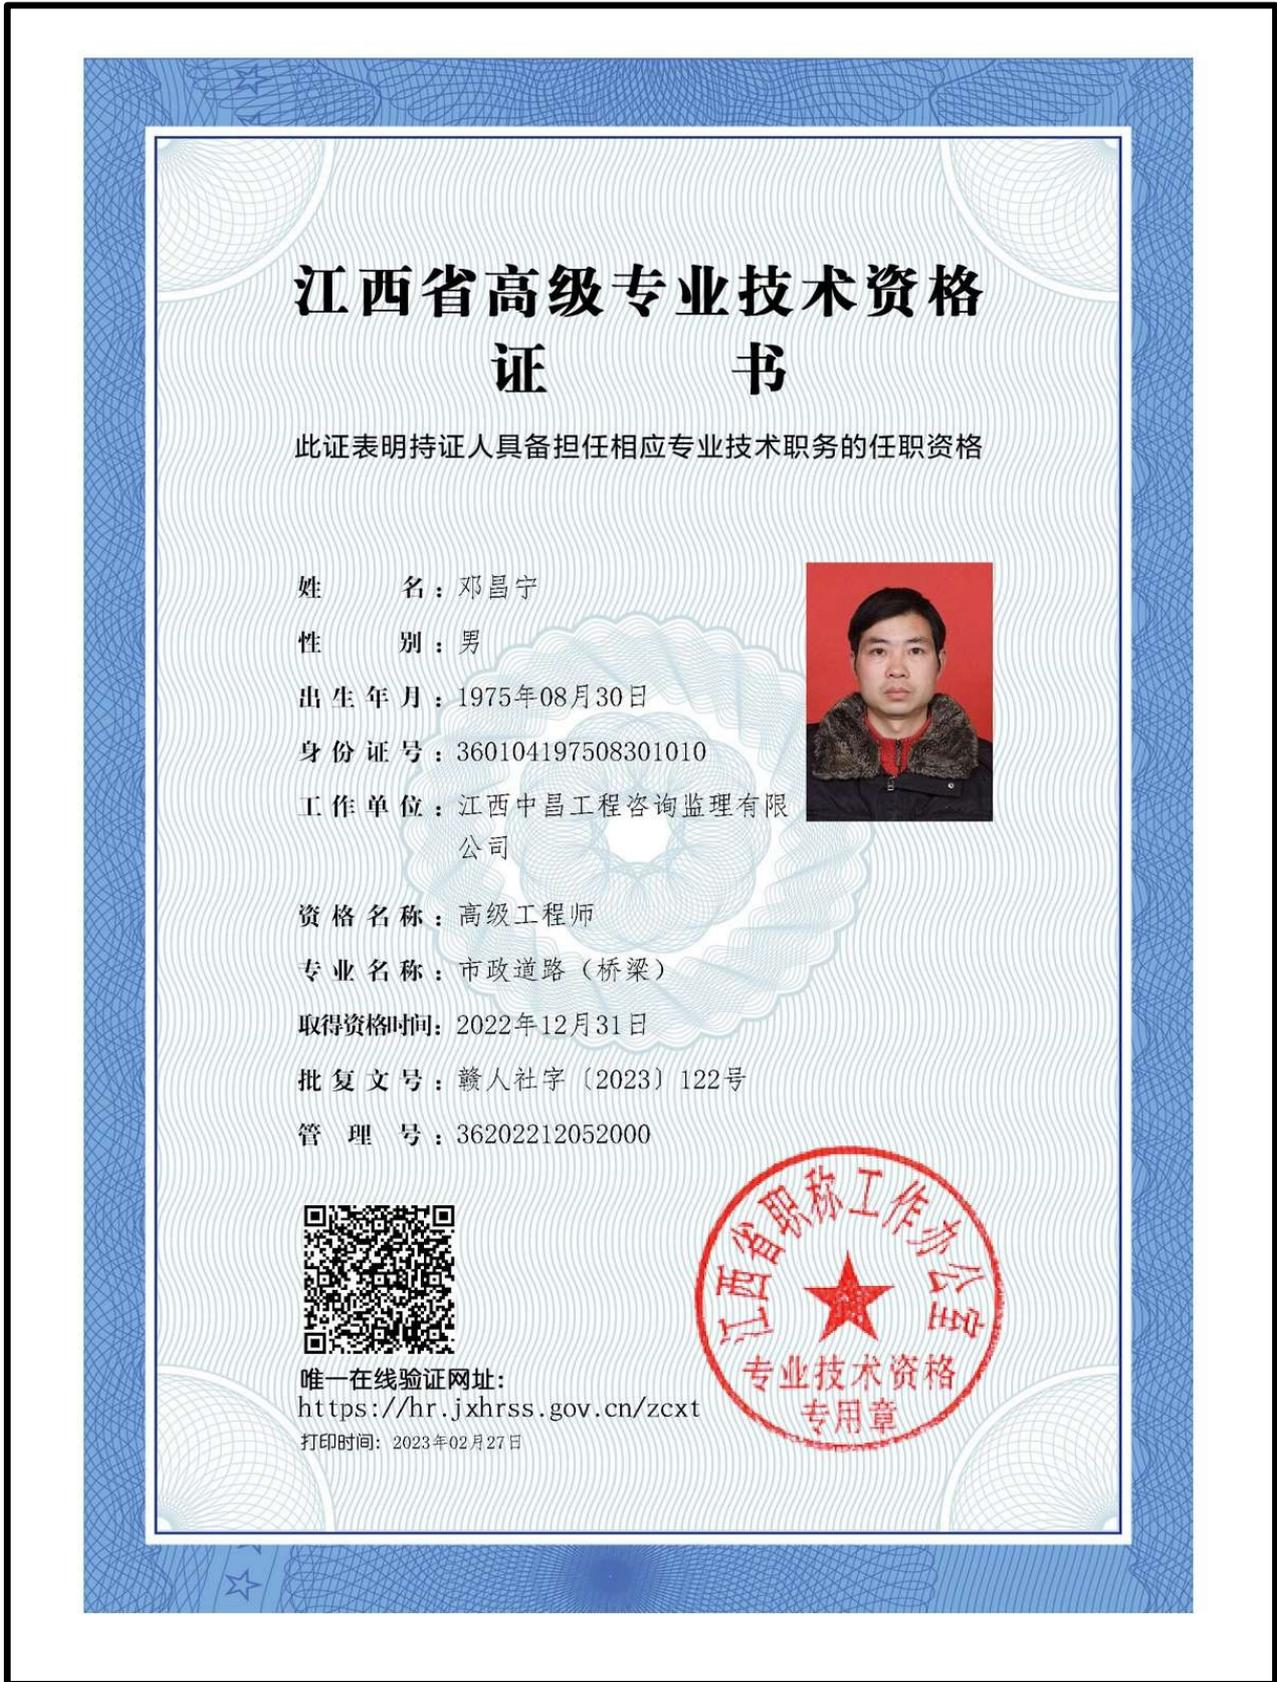 江西省高级专业技术资格
证 书
此证表明持证人具备担任相应专业技术职务的任职资格
姓 名：邓昌宁
性 别：男
出生年月：1975年08月30日
身份证号：360104197508301010
工作单位：江西中昌工程咨询监理有限
公司
资格名称：高级工程师
专业名称：市政道路（桥梁）
取得资格时间：2022年12月31日
批复文号：赣人社字〔2023〕122号
管 理 号：36202212052000
江西省职称工作办公室
专业技术资格
专用章
唯一在线验证网址：
https://hr.jxhrss.gov.cn/zcxt
打印时间：2023年02月27日